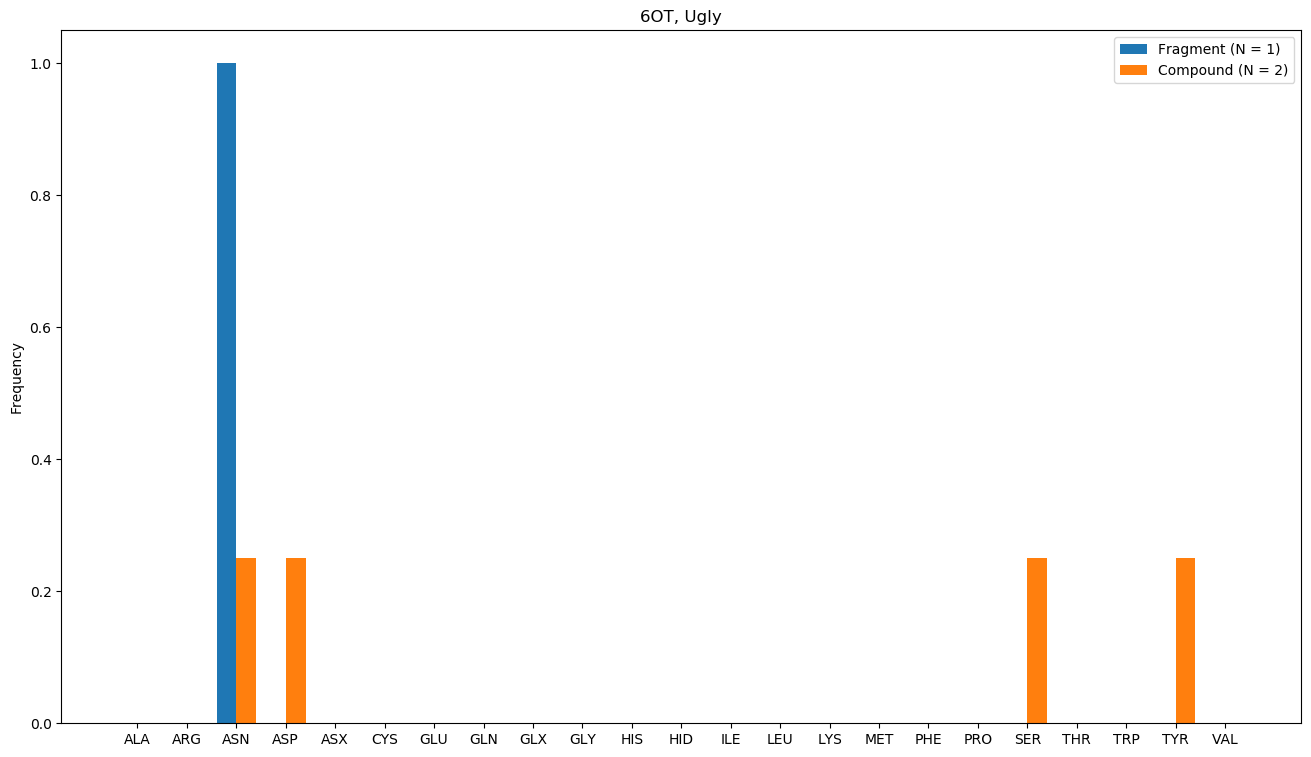 6OT, Ugly
Fragment (N = 1)
Compound (N = 2)
1.0
0.8
0.6
0.4
0.2
0.0
Frequency
ALA ARG ASN ASP ASX CYS GLU GLN GLX GLY HIS HID ILE LEU LYS MET PHE PRO SER THR TRP TYR VAL